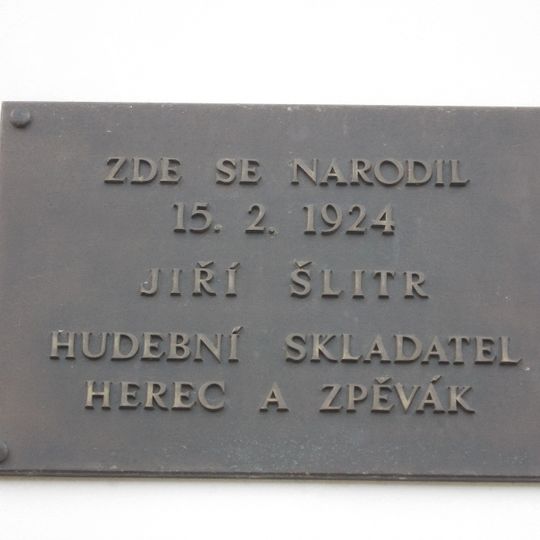 ZDE SE NARODIL
15. 2. 1924
JIŘÍ ŠLITR
HUDEBNÍ SKLADATEL
HEREC A ZPĚVÁK